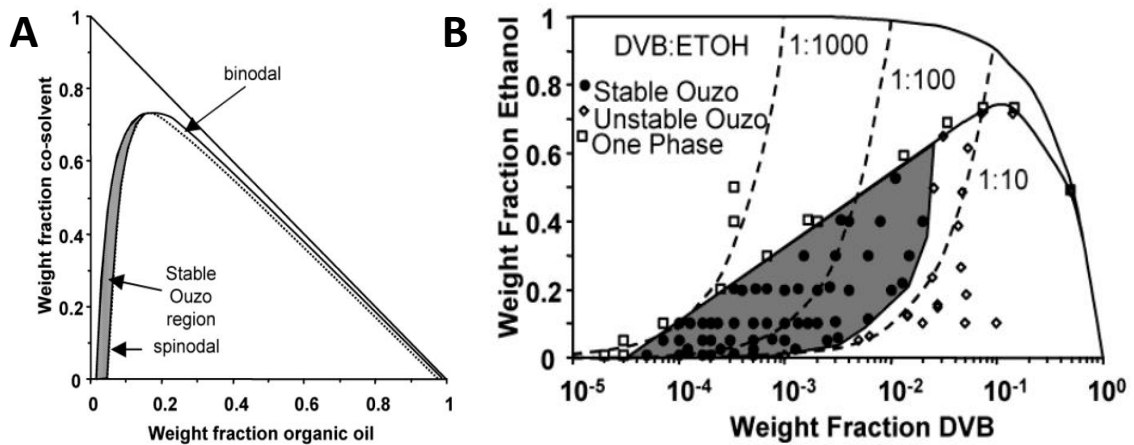 A
1
0.8
0.6
0.4
0.2
0
Weight fraction co-solvent
binodal
Stable
Ouzo
region
spinodal
0 0.2 0.4 0.6 0.8 1
Weight fraction organic oil
B
1
0.8
0.6
0.4
0.2
0
Weight Fraction Ethanol
DVB:ETOH
1:1000
1:100
1:10
Stable Ouzo
Unstable Ouzo
One Phase
10-5 10-4 10-3 10-2 10-1 100
Weight Fraction DVB